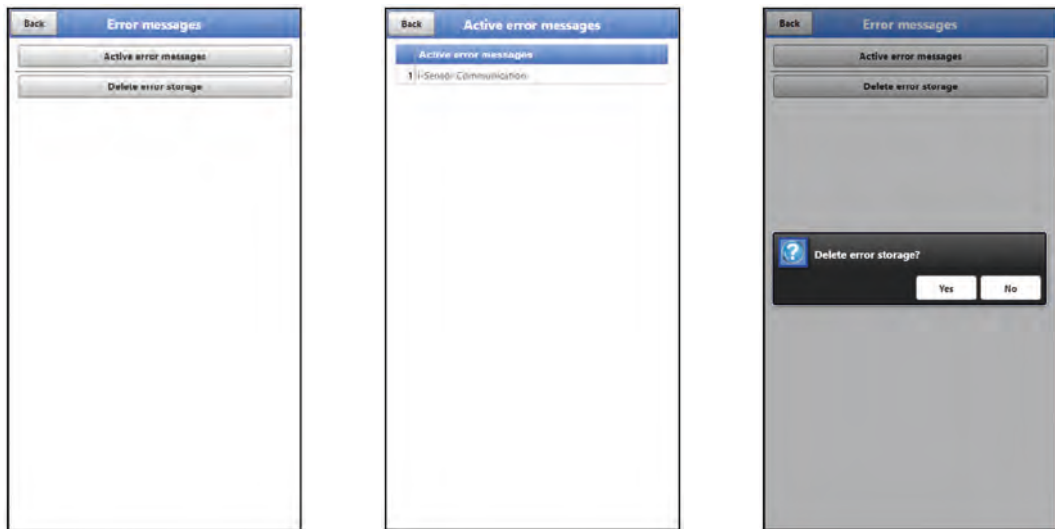 Back Error messages
Active error messages
Delete error storage
Back Active error messages
Active error messages
1 i-Sensor Communication
Back Error messages
Active error messages
Delete error storage
Delete error storage?
Yes No